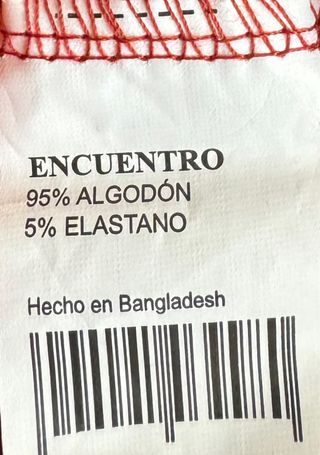 ENCUENTRO
95% ALGODÓN
5% ELASTANO
Hecho en Bangladesh